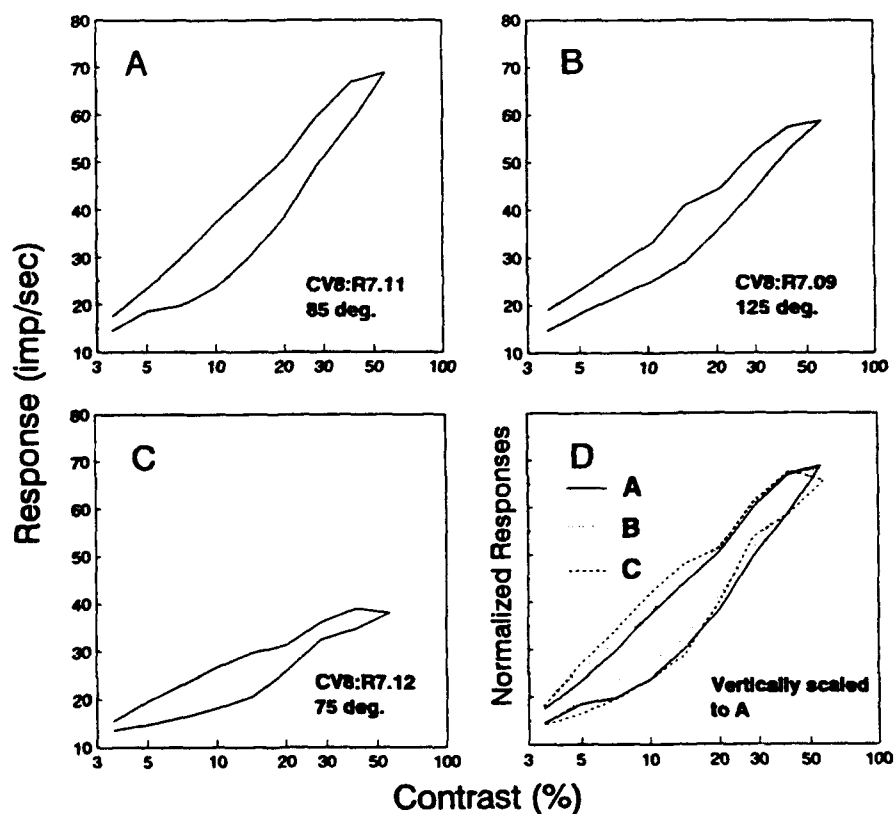 A
80
70
60
50
40
30
20
10
3
5
10
20
30
50
100
CV8:R7.11
85 deg.
B
80
70
60
50
40
30
20
10
3
5
10
20
30
50
100
CV8:R7.09
125 deg.
Response (imp/sec)
C
80
70
60
50
40
30
20
10
3
5
10
20
30
50
100
CV8:R7.12
75 deg.
Normalized Responses
D
A
B
C
Vertically scaled
to A
3
5
10
20
30
50
100
Contrast (%)